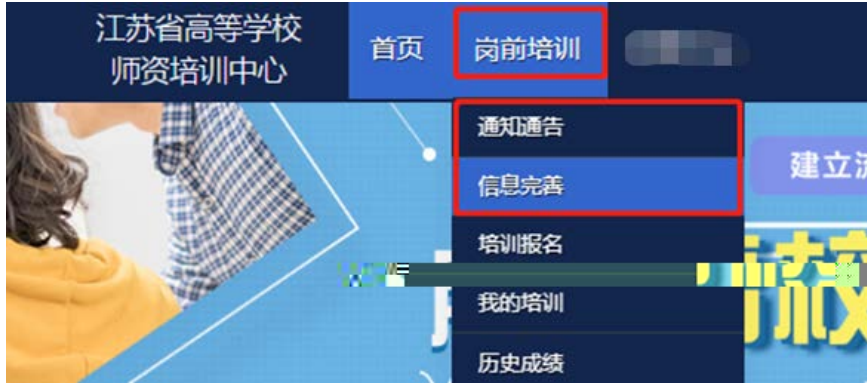 江苏省高等学校
师资培训中心
首页
岗前培训
通知通告
信息完善
建立
培训报名
我的培训
历史成绩